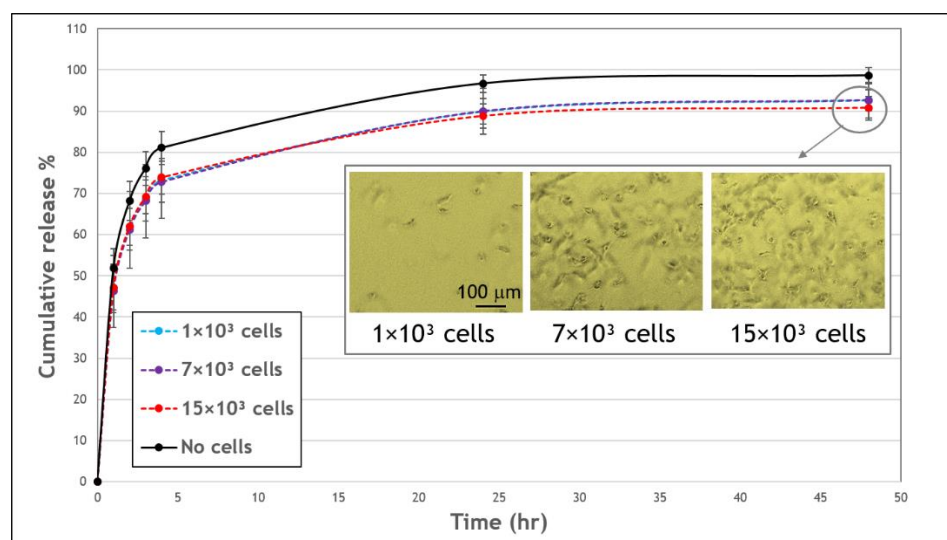 110
100
90
80
70
60
50
40
30
20
10
0
Cumulative release %
1×10³ cells
7×10³ cells
15×10³ cells
No cells
100 μm
1×10³ cells 7×10³ cells 15×10³ cells
0 5 10 15 20 25 30 35 40 45 50
Time (hr)